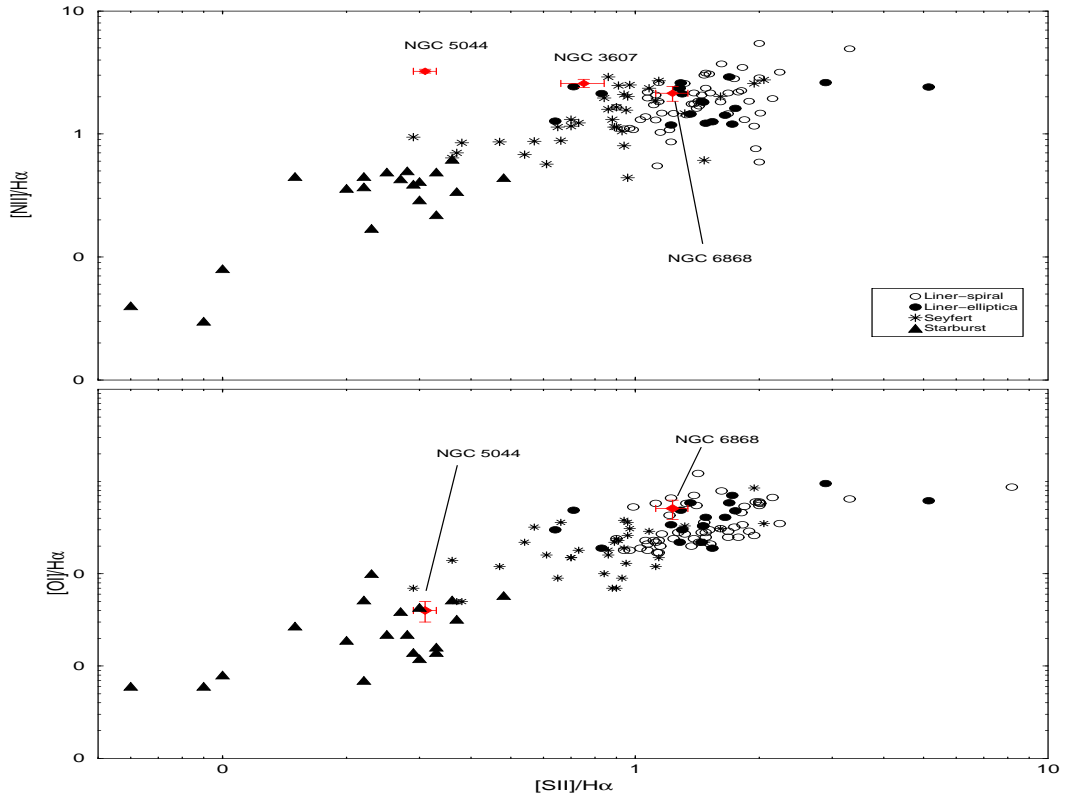 10
NGC 5044
NGC 3607
1
[NII]/Hα
0
NGC 6868
Liner-spiral
Liner-elliptica
Seyfert
Starburst
0
NGC 6868
NGC 5044
0
[OI]/Hα
0
0
0
1
10
[SII]/Hα